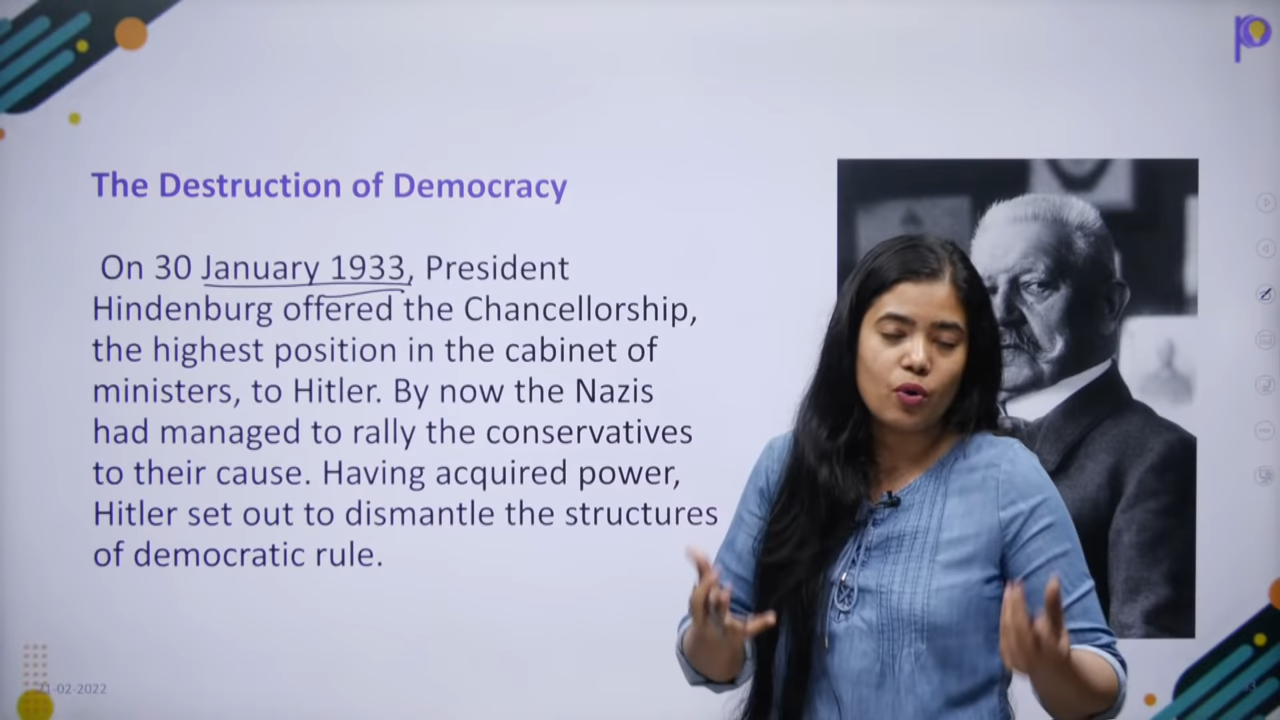 The Destruction of Democracy
On 30 January 1933, President
Hindenburg offered the Chancellorship,
the highest position in the cabinet of
ministers, to Hitler. By now the Nazis
had managed to rally the conservatives
to their cause. Having acquired power,
Hitler set out to dismantle the structures
of democratic rule.
-02-2022